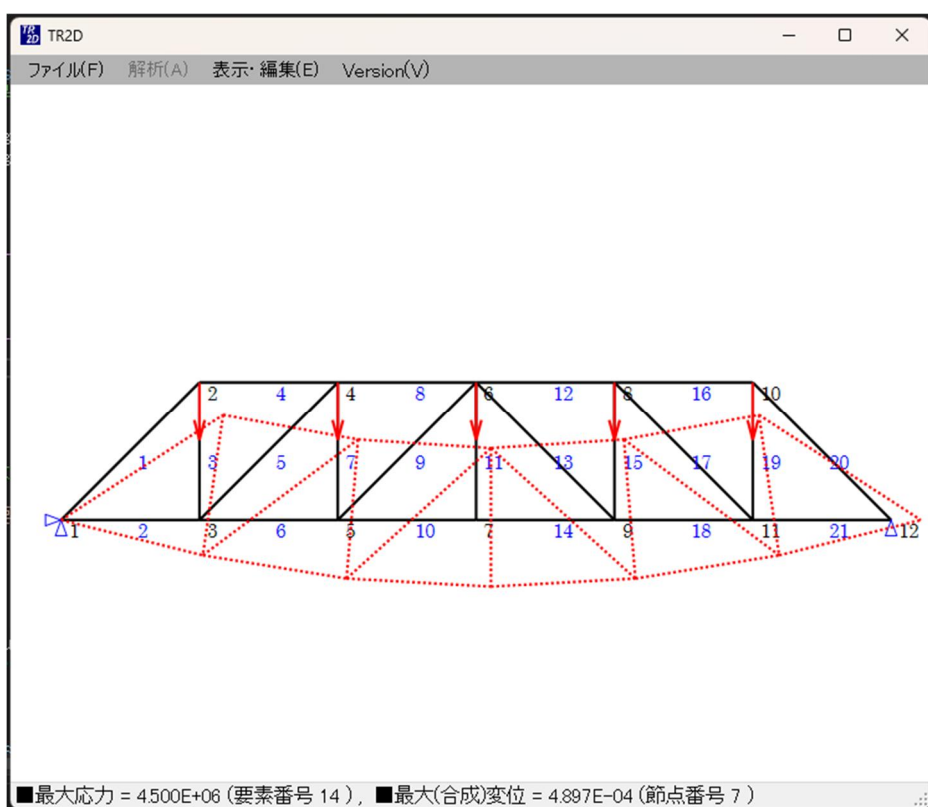 TR2D
ファイル(F) 解析(A) 表示・編集(E) Version(V)
2 4 4 8 6 12 8 16 10
1 3 5 7 9 11 13 15 17 19 20
1 2 3 6 5 10 7 14 9 18 11 21 12
■最大応力 = 4.500E+06 (要素番号 14 ) , ■最大(合成)変位 = 4.897E-04 (節点番号 7 )